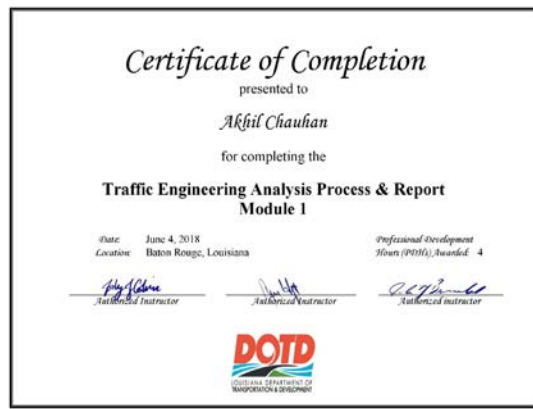 Certificate of Completion
presented to
Akhil Chauhan
for completing the
Traffic Engineering Analysis Process & Report
Module 1
Date: June 4, 2018
Location: Baton Rouge, Louisiana
Professional Development
Hours (PDHs) Awarded: 4
Authorized Instructor
Authorized Instructor
Authorized instructor
DOTD
LOUISIANA DEPARTMENT OF
TRANSPORTATION & DEVELOPMENT